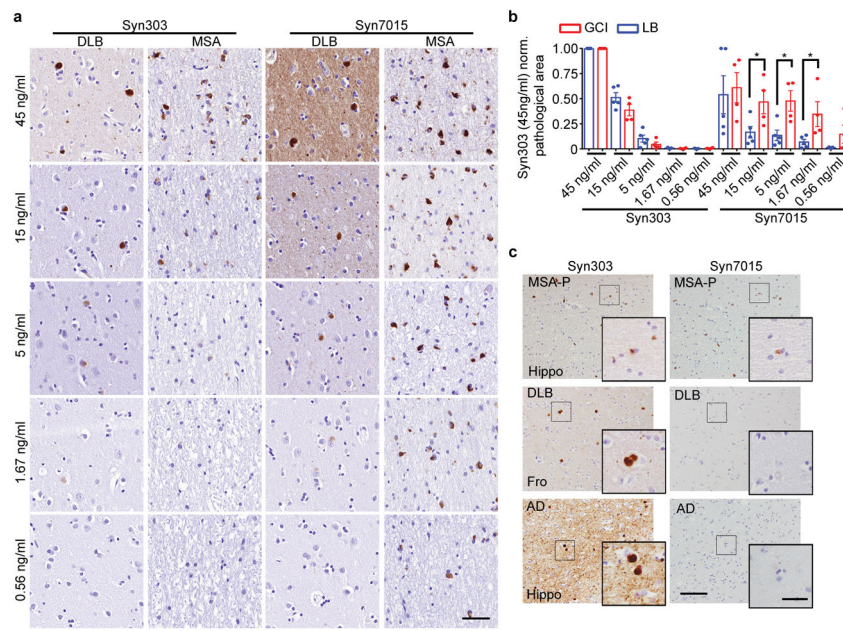 a
Syn303
Syn7015
DLB
MSA
DLB
MSA
45 ng/ml
15 ng/ml
5 ng/ml
1.67 ng/ml
0.56 ng/ml
b
GCI
LB
Syn303 (45ng/ml) norm.
pathological area
1.00
0.75
0.50
0.25
0
* * *
45 ng/ml
15 ng/ml
5 ng/ml
1.67 ng/ml
0.56 ng/ml
45 ng/ml
15 ng/ml
5 ng/ml
1.67 ng/ml
0.56 ng/ml
Syn303
Syn7015
c
Syn303
Syn7015
MSA-P
Hippo
MSA-P
DLB
Fro
DLB
AD
Hippo
AD